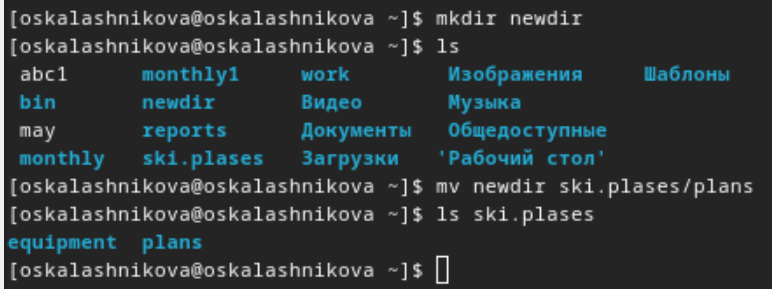 [oskalashnikova@oskalashnikova ~]$ mkdir newdir
[oskalashnikova@oskalashnikova ~]$ ls
abc1 monthly1 work Изображения Шаблоны
bin newdir Видео Музыка
may reports Документы Общедоступные
monthly ski.plases Загрузки 'Рабочий стол'
[oskalashnikova@oskalashnikova ~]$ mv newdir ski.plases/plans
[oskalashnikova@oskalashnikova ~]$ ls ski.plases
equipment plans
[oskalashnikova@oskalashnikova ~]$